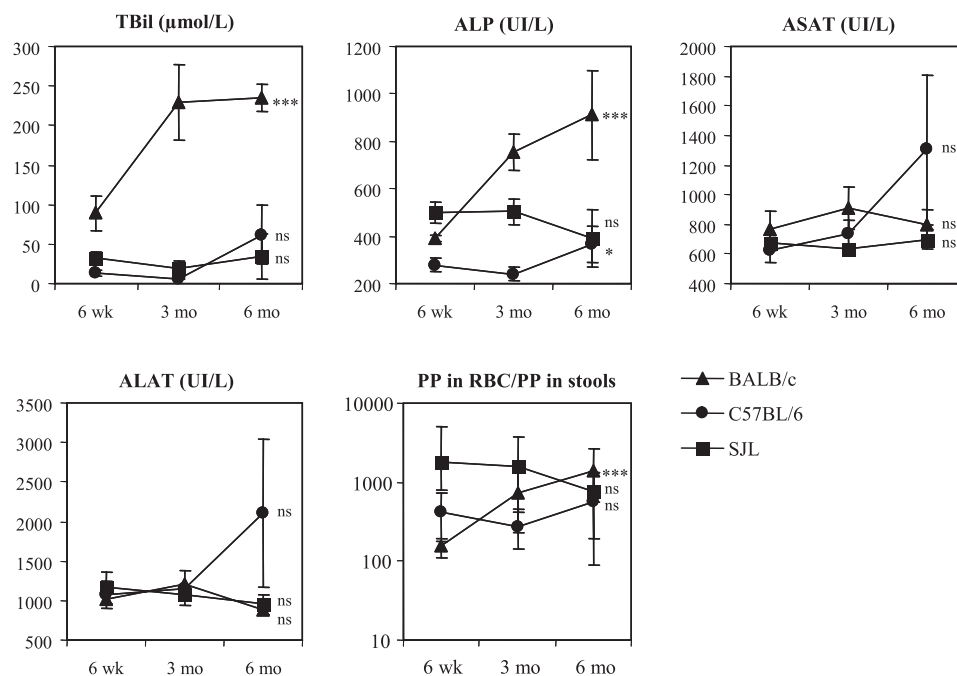 TBil (µmol/L)
300
250
200
150
100
50
0
***
ns
ns
6 wk 3 mo 6 mo
ALP (UI/L)
1200
1000
800
600
400
200
***
ns
*
6 wk 3 mo 6 mo
ASAT (UI/L)
2000
1800
1600
1400
1200
1000
800
600
400
ns
ns
ns
6 wk 3 mo 6 mo
ALAT (UI/L)
3500
3000
2500
2000
1500
1000
500
ns
ns
ns
6 wk 3 mo 6 mo
PP in RBC/PP in stools
10000
1000
100
10
***
ns
ns
6 wk 3 mo 6 mo
BALB/c
C57BL/6
SJL